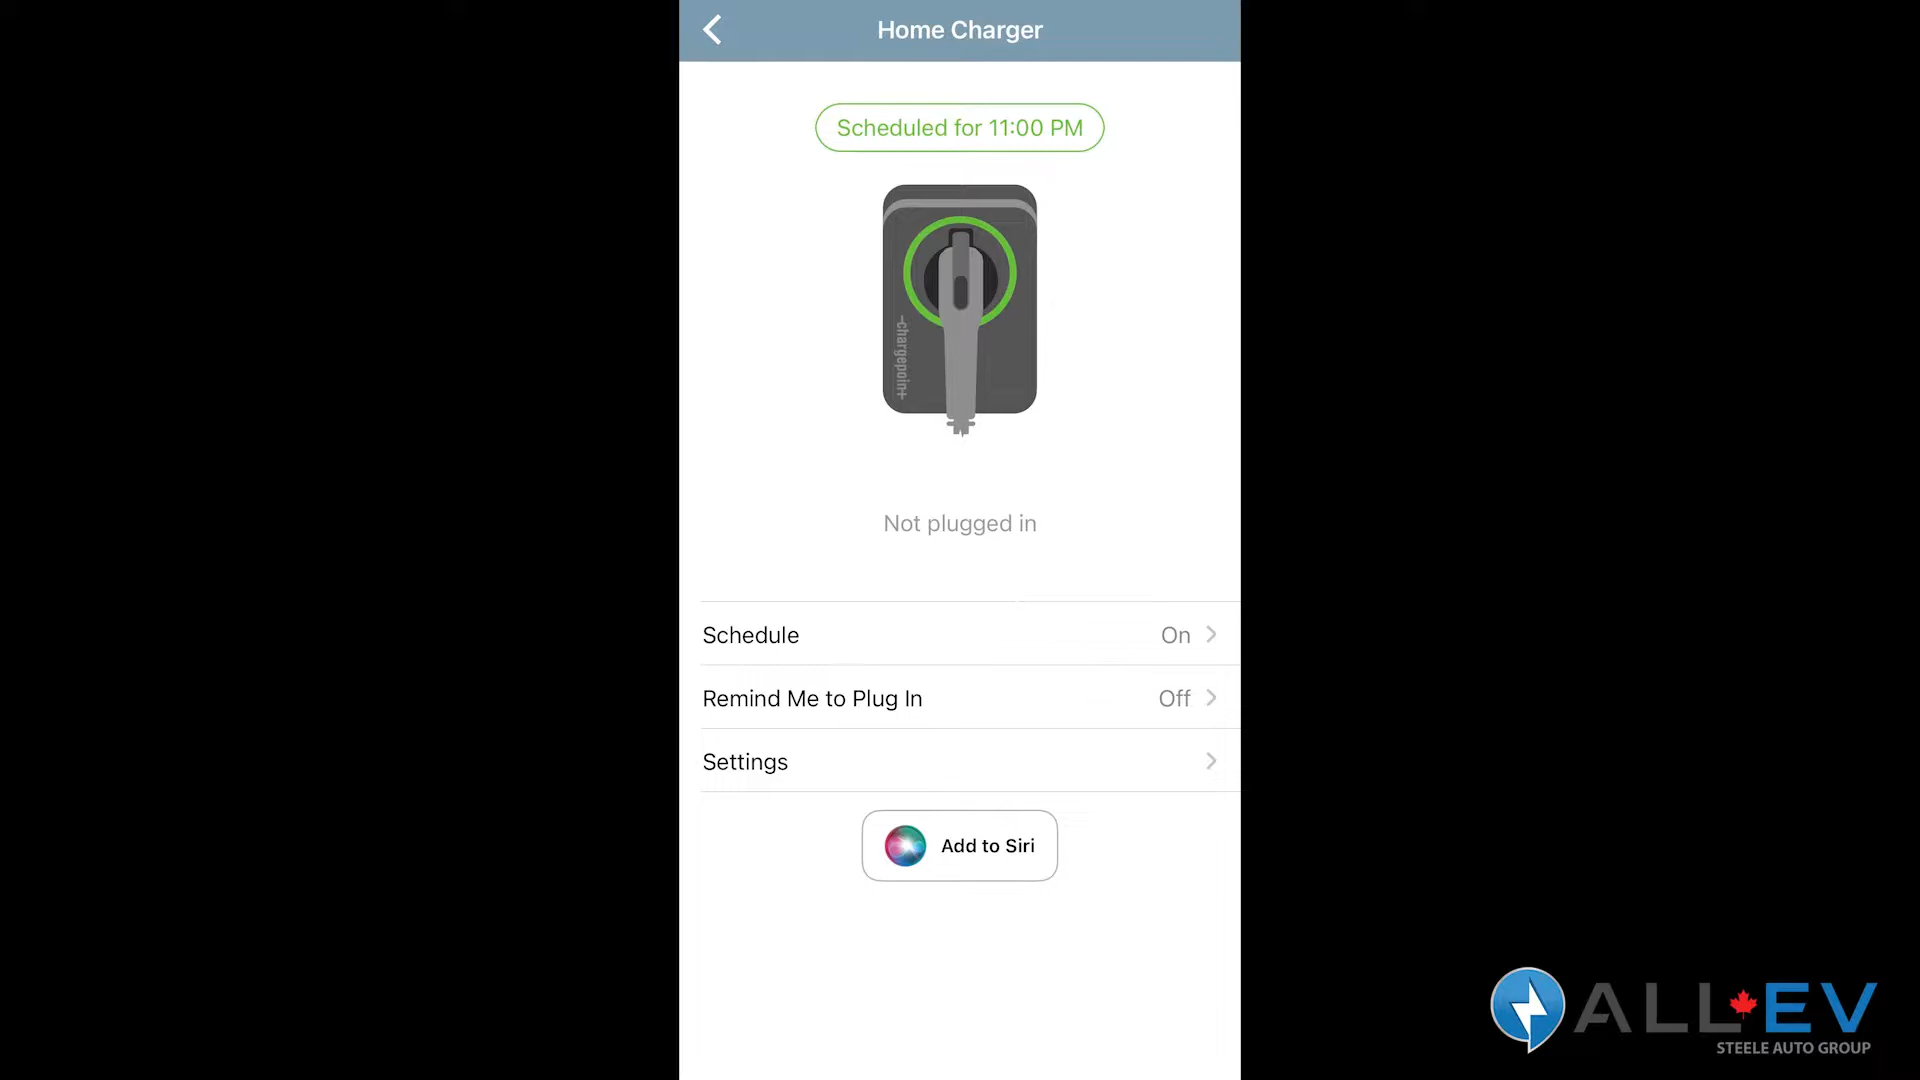 Home Charger
Scheduled for 11:00 PM
-chargepoin+
Not plugged in
Schedule
On
Remind Me to Plug In
Off
Settings
Add to Siri
ALL EV
STEELE AUTO GROUP